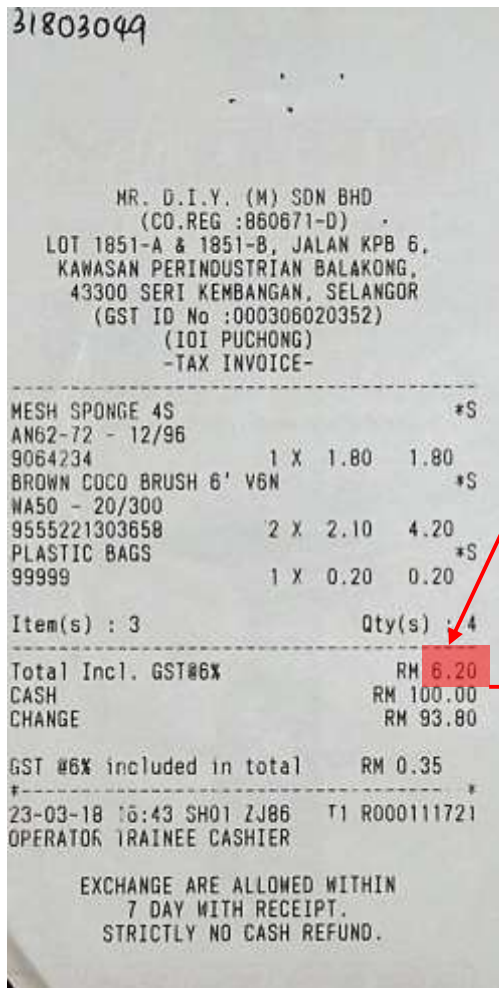 31803049
MR. D.I.Y. (M) SDN BHD
(CO.REG :860671-D)
LOT 1851-A & 1851-B, JALAN KPB 6,
KAWASAN PERINDUSTRIAN BALAKONG,
43300 SERI KEMBANGAN, SELANGOR
(GST ID No :000306020352)
(IOI PUCHONG)
-TAX INVOICE-
MESH SPONGE 4S *S
AN62-72 - 12/96
9064234 1 X 1.80 1.80
BROWN COCO BRUSH 6' V6N *S
WA50 - 20/300
9555221303658 2 X 2.10 4.20
PLASTIC BAGS *S
99999 1 X 0.20 0.20
Item(s) : 3 Qty(s) : 4
Total Incl. GST@6% RM 6.20
CASH RM 100.00
CHANGE RM 93.80
GST @6% included in total RM 0.35
*--------------------------------------*
23-03-18 SH01 ZJ86 T1 R000111721
OPERATOR TRAINEE CASHIER
EXCHANGE ARE ALLOWED WITHIN
7 DAY WITH RECEIPT.
STRICTLY NO CASH REFUND.